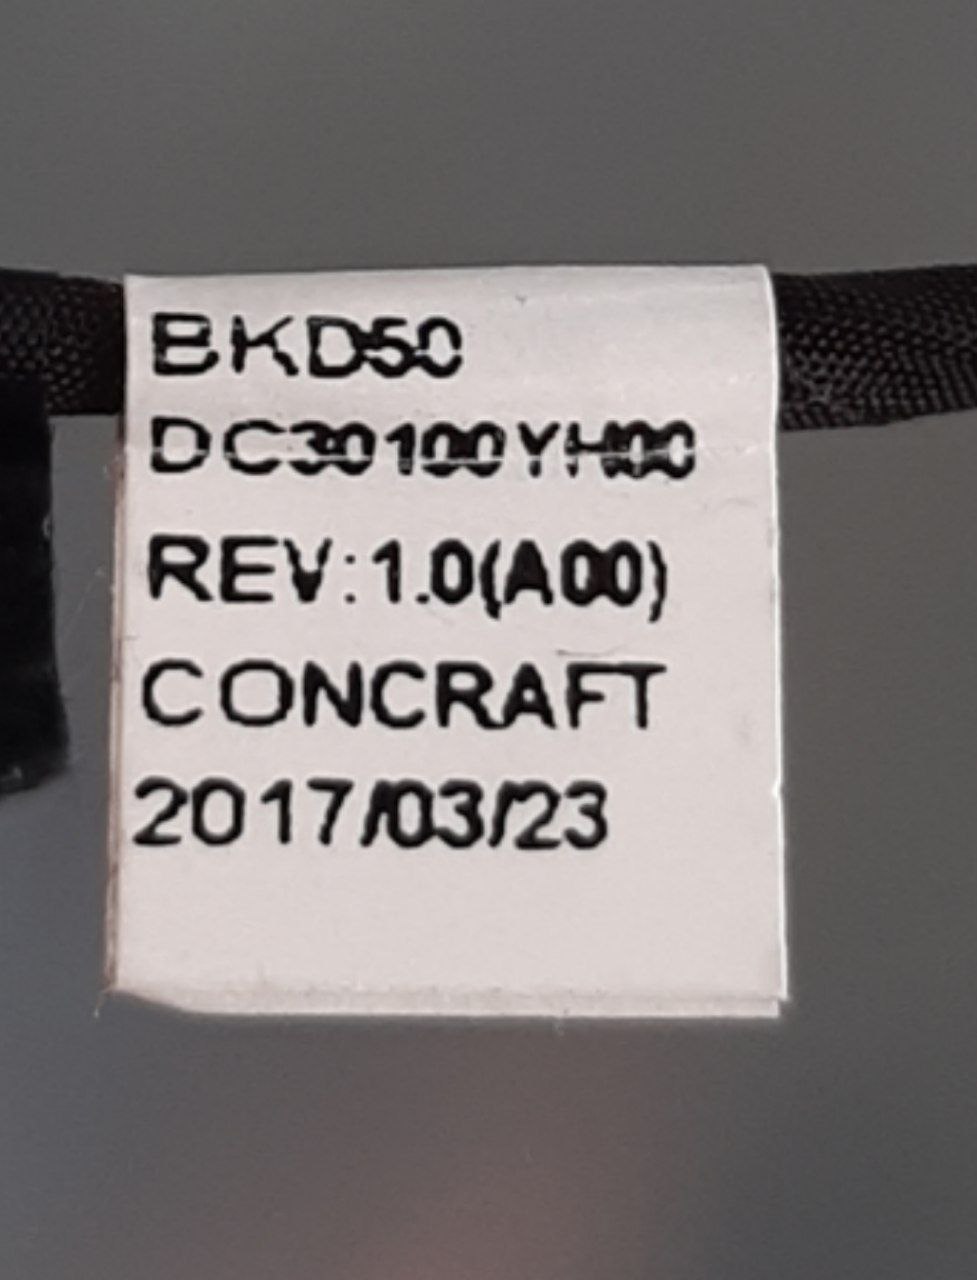 BKD50
DC30100YH00
REV:1.0(A00)
CONCRAFT
2017/03/23